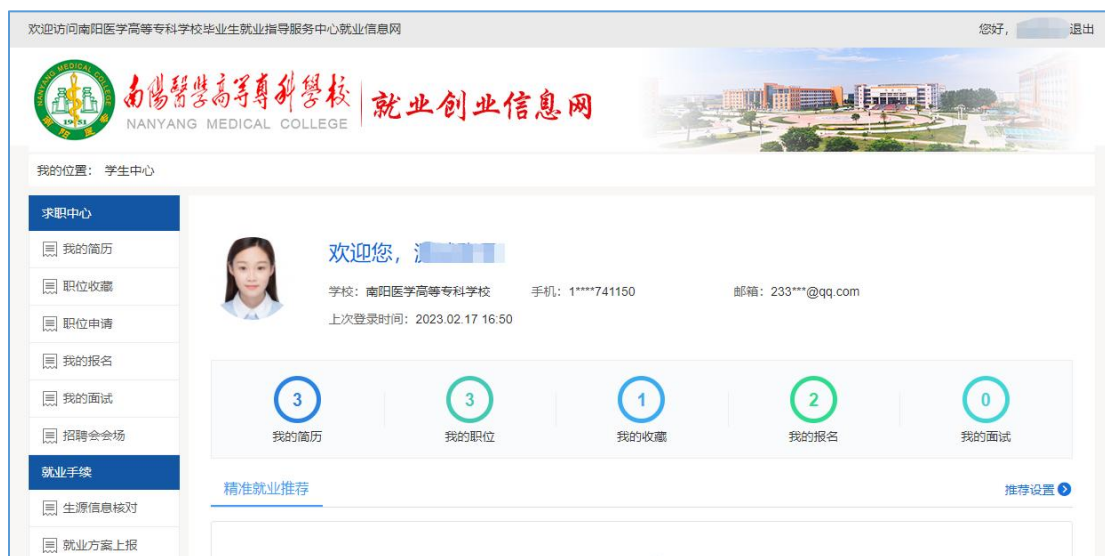 欢迎访问南阳医学高等专科学校毕业生就业指导服务中心就业信息网
您好, 退出
NANYANG MEDICAL COLLEGE
1951
南陽醫學高等專科學校
NANYANG MEDICAL COLLEGE
就业创业信息网
我的位置: 学生中心
求职中心
我的简历
职位收藏
职位申请
我的报名
我的面试
招聘会会场
就业手续
生源信息核对
就业方案上报
欢迎您,
学校: 南阳医学高等专科学校 手机: 1****741150 邮箱: 233***@qq.com
上次登录时间: 2023.02.17 16:50
3 3 1 2 0
我的简历 我的职位 我的收藏 我的报名 我的面试
精准就业推荐 推荐设置